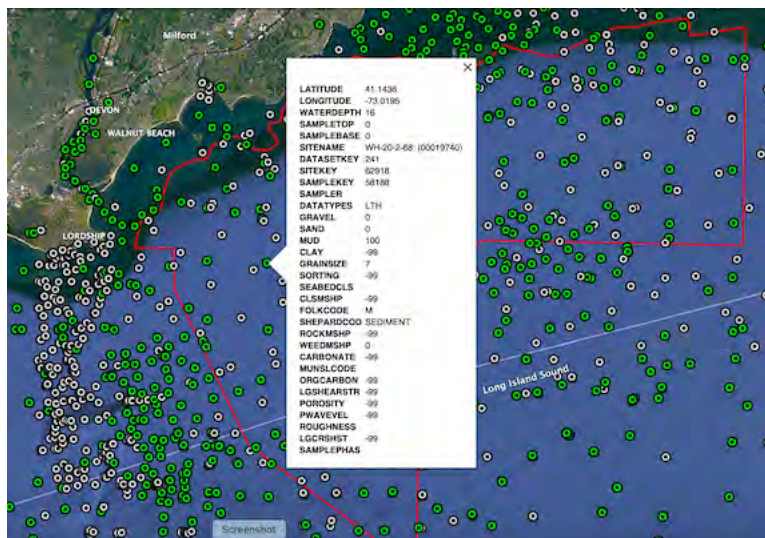 Milford
DEVON
WALNUT BEACH
LORDSHIP
×
LATITUDE 41.1436
LONGITUDE -73.0195
WATERDEPTH 16
SAMPLETOP 0
SAMPLEBASE 0
SITENAME WH-20-2-68: (00019740)
DATASETKEY 241
SITEKEY 62918
SAMPLEKEY 58188
SAMPLER
DATATYPES LTH
GRAVEL 0
SAND 0
MUD 100
CLAY -99
GRAINSIZE 7
SORTING -99
SEABEDCLS
CLSMSHP -99
FOLKCODE M
SHEPARDCOD SEDIMENT
ROCKMSHP -99
WEEDMSHP 0
CARBONATE -99
MUNSLCODE
ORGCARBON -99
LGSHEARSTR -99
POROSITY -99
PWAVEVEL -99
ROUGHNESS
LGCRSHST -99
SAMPLEPHAS
Long Island Sound
Screenshot